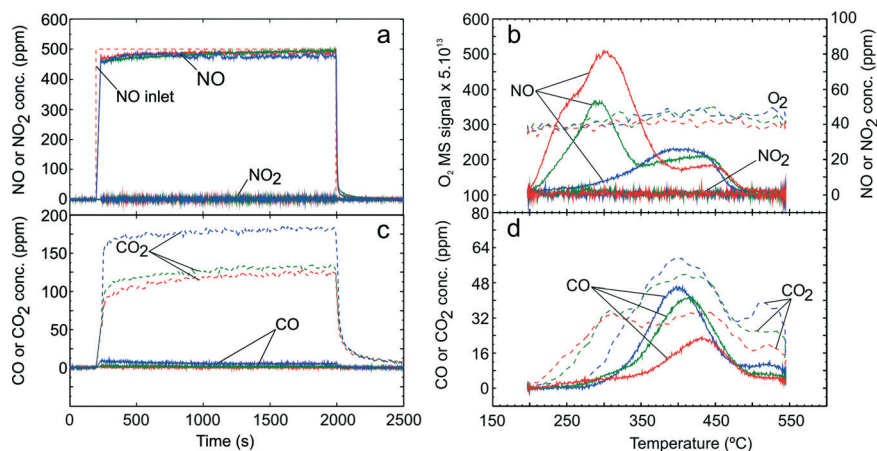 a
NO or NO2 conc. (ppm)
600
500
400
300
200
100
0
NO inlet
NO
NO2
b
O2 MS signal x 5.10¹³
600
500
400
300
200
100
80
NO
O2
NO2
100
80
60
40
20
0
NO or NO2 conc. (ppm)
c
CO or CO2 conc. (ppm)
200
150
100
50
0
CO2
CO
0
500
1000
1500
2000
2500
Time (s)
d
CO or CO2 conc. (ppm)
64
48
32
16
0
CO
CO2
150
250
350
450
550
Temperature (ºC)